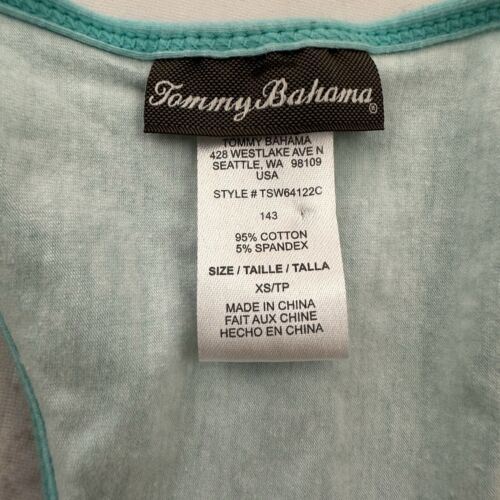 Tommy Bahama®
TOMMY BAHAMA
428 WESTLAKE AVE N
SEATTLE, WA 98109
USA
STYLE # TSW64122C
143
95% COTTON
5% SPANDEX
SIZE / TAILLE / TALLA
XS/TP
MADE IN CHINA
FAIT AUX CHINE
HECHO EN CHINA